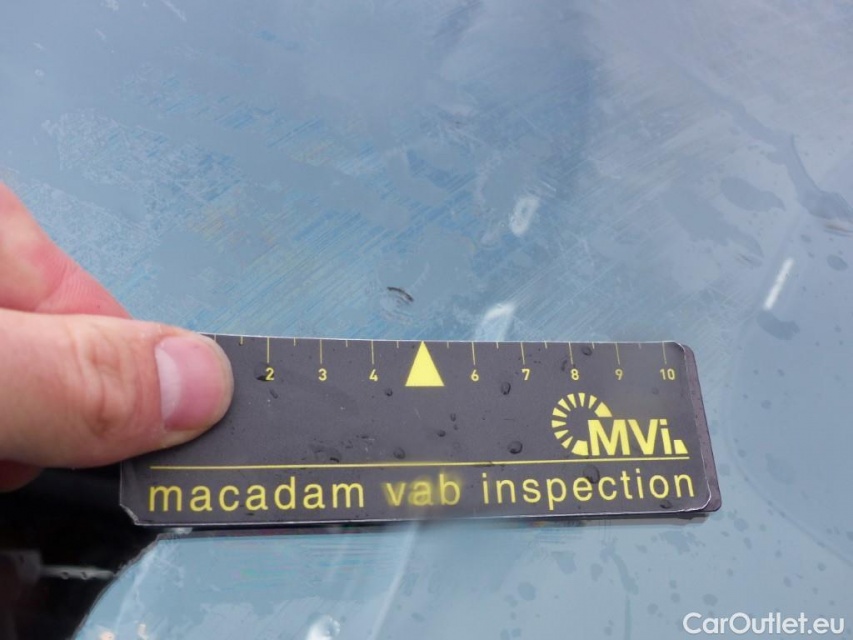 2 3 4 6 7 8 9 10
MVi
macadam vab inspection
CarOutlet.eu